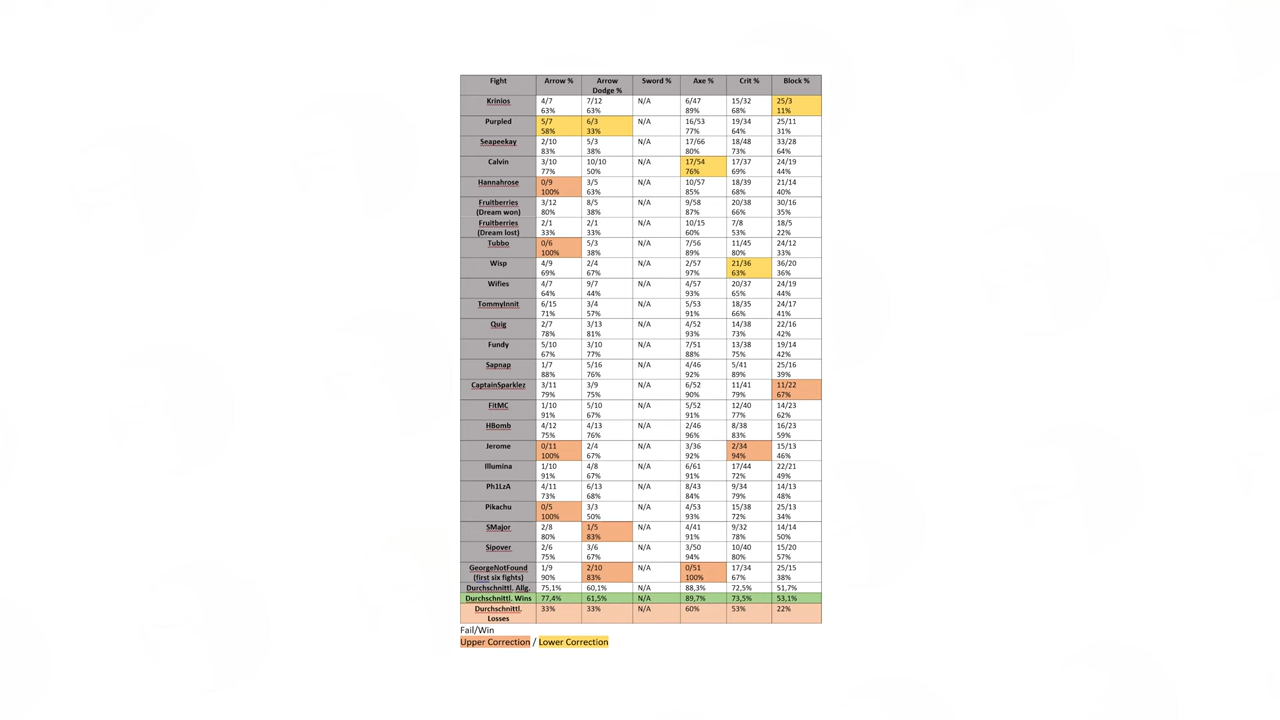 Fight Arrow % Arrow Dodge % Sword % Axe % Crit % Block %
Krinios 4/7 7/12 N/A 6/47 15/32 25/3
63% 63% 89% 68% 11%
Purpled 5/7 6/3 N/A 16/53 19/34 25/11
58% 33% 77% 64% 31%
Seapeekay 2/10 5/3 N/A 17/66 18/48 33/28
83% 38% 80% 73% 64%
Calvin 3/10 10/10 N/A 17/54 17/37 24/19
77% 50% 76% 69% 44%
Hannahrose 0/9 3/5 N/A 10/57 18/39 21/14
100% 63% 85% 68% 40%
Fruitberries 3/12 8/5 N/A 9/58 20/38 30/16
(Dream won) 80% 38% 87% 66% 35%
Fruitberries 2/1 2/1 N/A 10/15 7/8 18/5
(Dream lost) 33% 33% 60% 53% 22%
Tubbo 0/6 5/3 N/A 7/56 11/45 24/12
100% 38% 89% 80% 33%
Wisp 4/9 2/4 N/A 2/57 21/36 36/20
69% 67% 97% 63% 36%
Wifies 4/7 9/7 N/A 4/57 20/37 24/19
64% 44% 93% 65% 44%
TommyInnit 6/15 3/4 N/A 5/53 18/35 24/17
71% 57% 91% 66% 41%
Quig 2/7 3/13 N/A 4/52 14/38 22/16
78% 81% 93% 73% 42%
Fundy 5/10 3/10 N/A 7/51 13/38 19/14
67% 77% 88% 75% 42%
Sapnap 1/7 5/16 N/A 4/46 5/41 25/16
88% 76% 92% 89% 39%
CaptainSparklez 3/11 3/9 N/A 6/52 11/41 11/22
79% 75% 90% 79% 67%
FitMC 1/10 5/10 N/A 5/52 12/40 14/23
91% 67% 91% 77% 62%
HBomb 4/12 4/13 N/A 2/46 8/38 16/23
75% 76% 96% 83% 59%
Jerome 0/11 2/4 N/A 3/36 2/34 15/13
100% 67% 92% 94% 46%
Illumina 1/10 4/8 N/A 6/61 17/44 22/21
91% 67% 91% 72% 49%
Ph1LzA 4/11 6/13 N/A 8/43 9/34 14/13
73% 68% 84% 79% 48%
Pikachu 0/5 3/3 N/A 4/53 15/38 25/13
100% 50% 93% 72% 34%
SMajor 2/8 1/5 N/A 4/41 9/32 14/14
80% 83% 91% 78% 50%
Sipover 2/6 3/6 N/A 3/50 10/40 15/20
75% 67% 94% 80% 57%
GeorgeNotFound 1/9 2/10 N/A 0/51 17/34 25/15
(first six fights) 90% 83% 100% 67% 38%
Durchschnittl. Allg. 75,1% 60,1% N/A 88,3% 72,5% 51,7%
Durchschnittl. Wins 77,4% 61,5% N/A 89,7% 73,5% 53,1%
Durchschnittl. Losses 33% 33% N/A 60% 53% 22%
Fail/Win
Upper Correction / Lower Correction